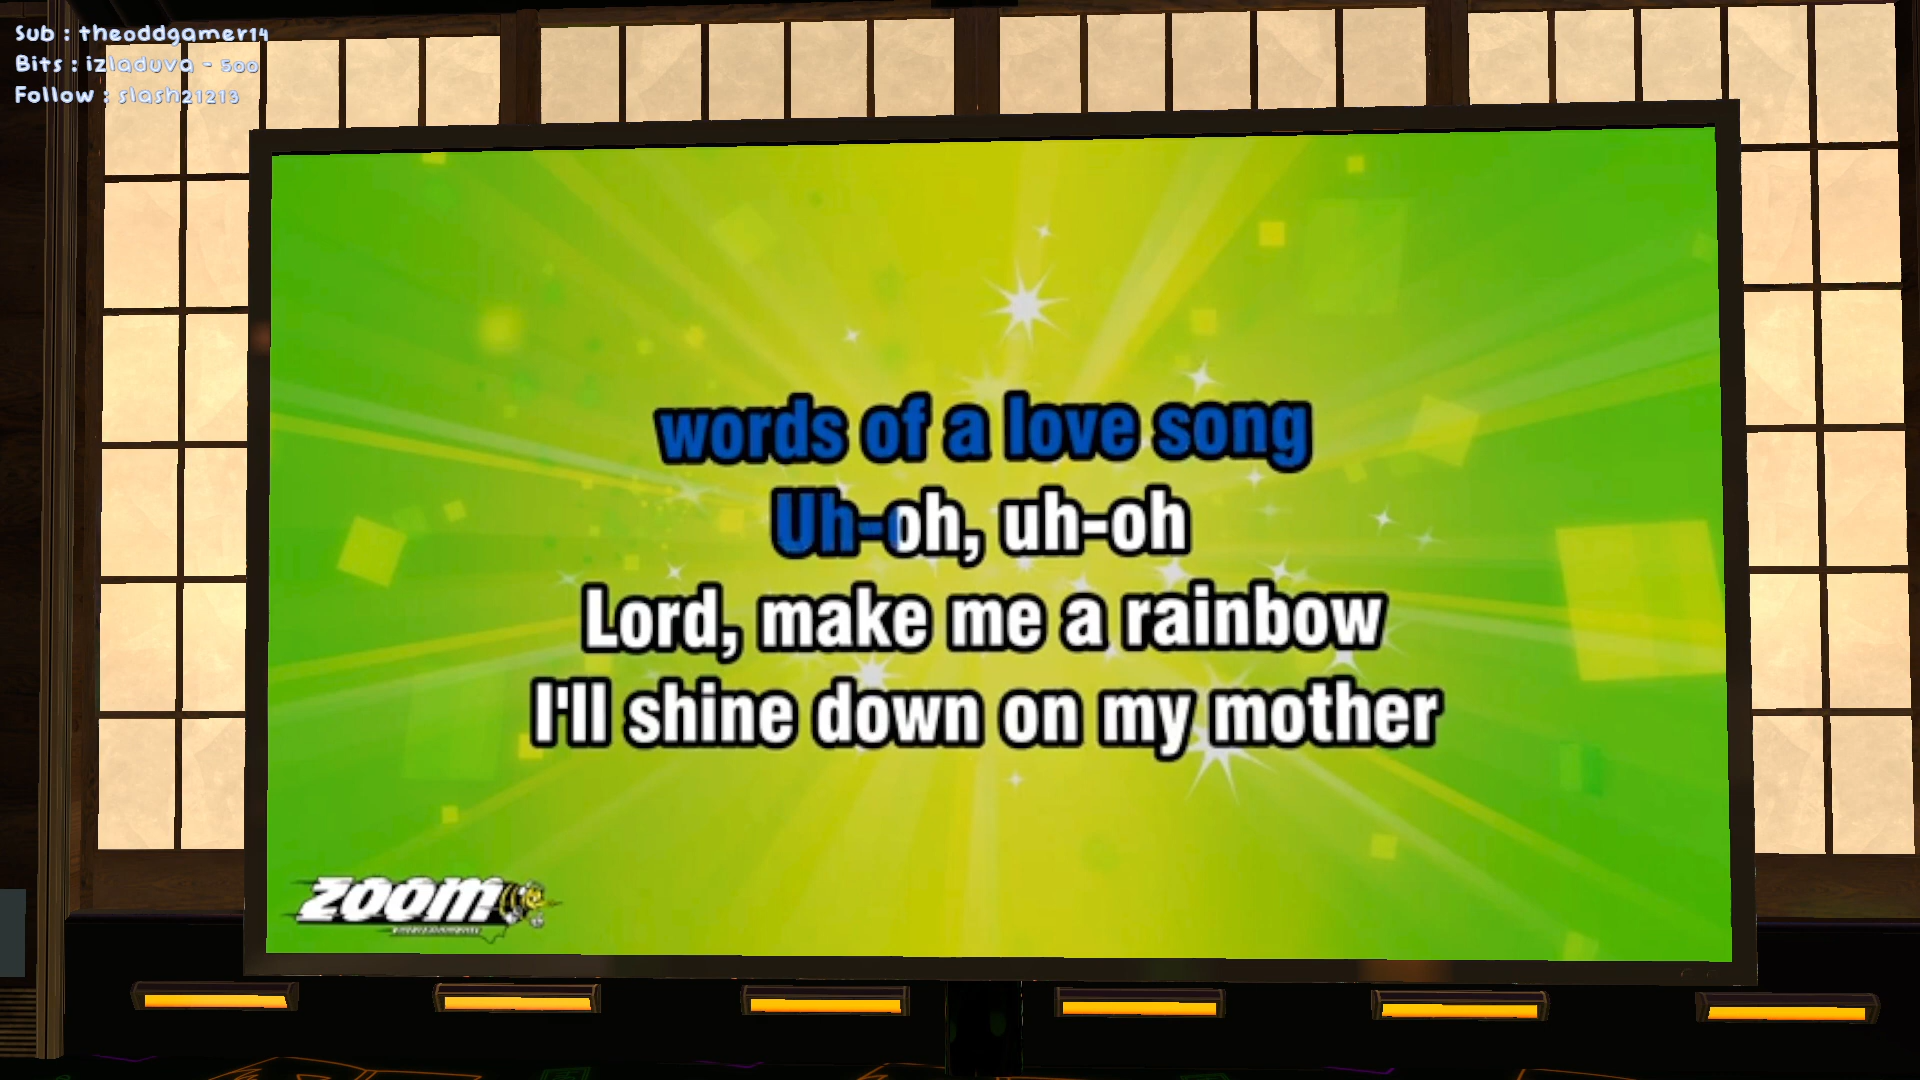 Sub : theoddgamer14
Bits : izladuva - 500
Follow : slash21213
words of a love song
Uh-oh, uh-oh
Lord, make me a rainbow
I'll shine down on my mother
zoom
entertainments